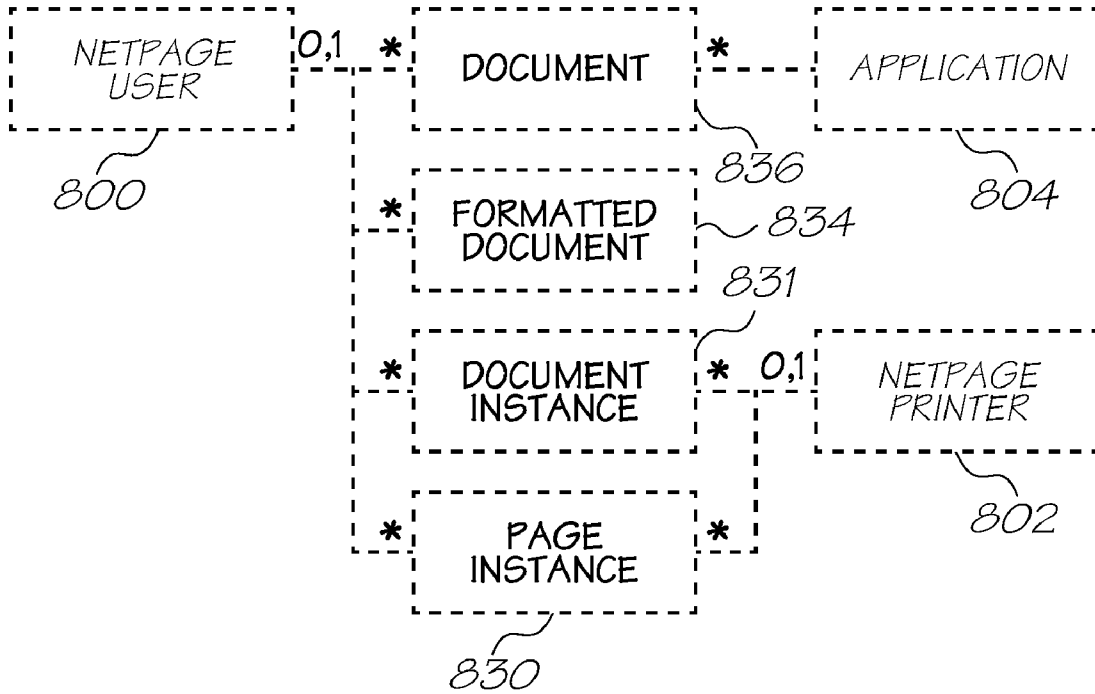 NETPAGE
USER
0,1
*
DOCUMENT
*
APPLICATION
800
836
804
*
FORMATTED
DOCUMENT
834
831
*
DOCUMENT
INSTANCE
*
0,1
NETPAGE
PRINTER
802
*
PAGE
INSTANCE
*
830